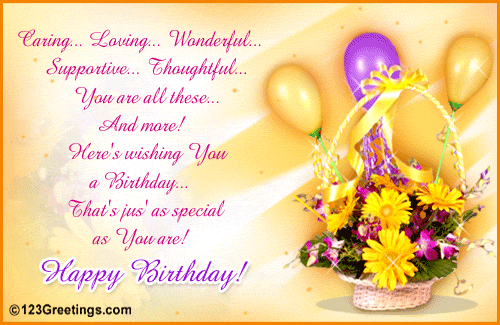 Caring... Loving... Wonderful...
Supportive... Thoughtful...
You are all these...
And more!
Here's wishing You
a Birthday...
That's jus' as special
as You are!
Happy Birthday!
©123Greetings.com